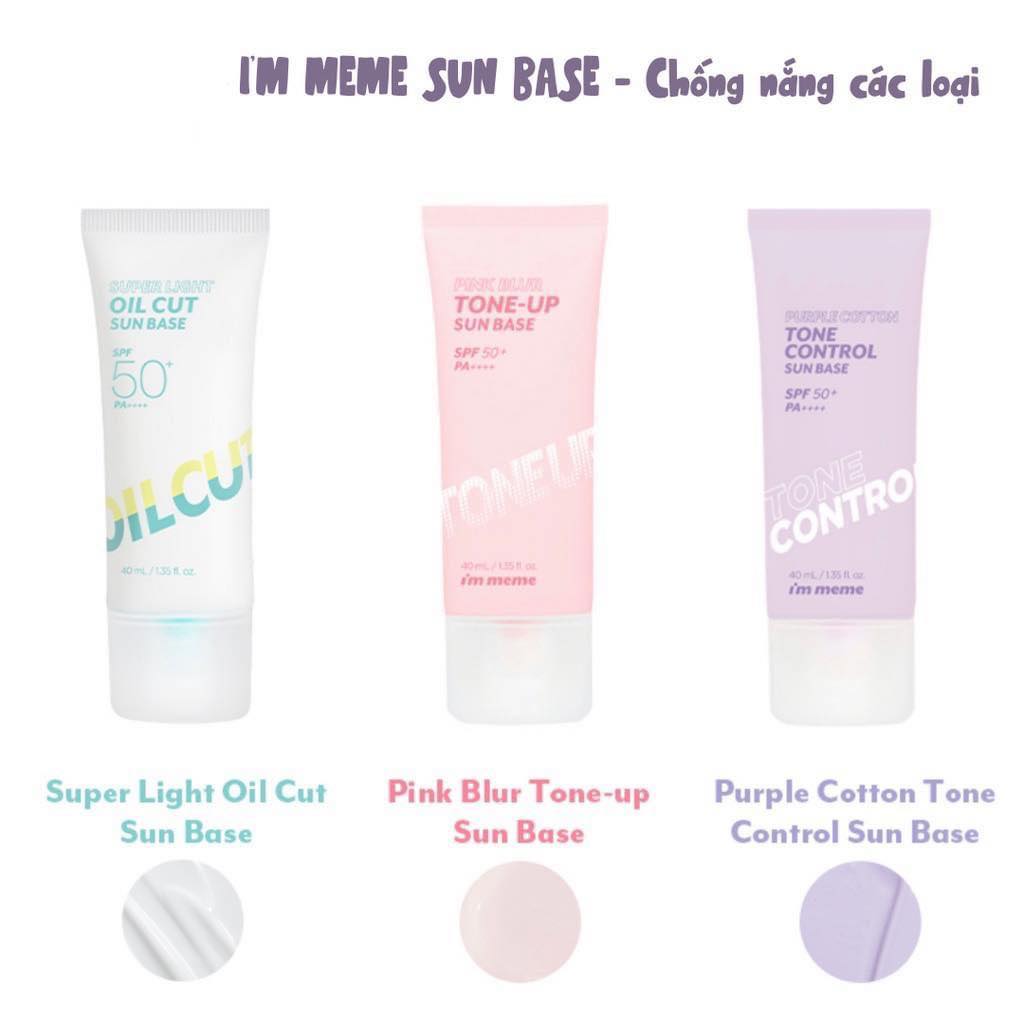 I'M MEME SUN BASE - Chống nắng các loại
SUPER LIGHT
OIL CUT
SUN BASE
SPF
50+
PA++++
OILCUT
40 mL / 1.35 fl. oz.
PINK BLUR
TONE-UP
SUN BASE
SPF 50+
PA++++
TONEUP
40 mL / 1.35 fl. oz.
i'm meme
PURPLE COTTON
TONE
CONTROL
SUN BASE
SPF 50+
PA++++
TONE
CONTRO
40 mL / 1.35 fl. oz.
i'm meme
Super Light Oil Cut
Sun Base
Pink Blur Tone-up
Sun Base
Purple Cotton Tone
Control Sun Base